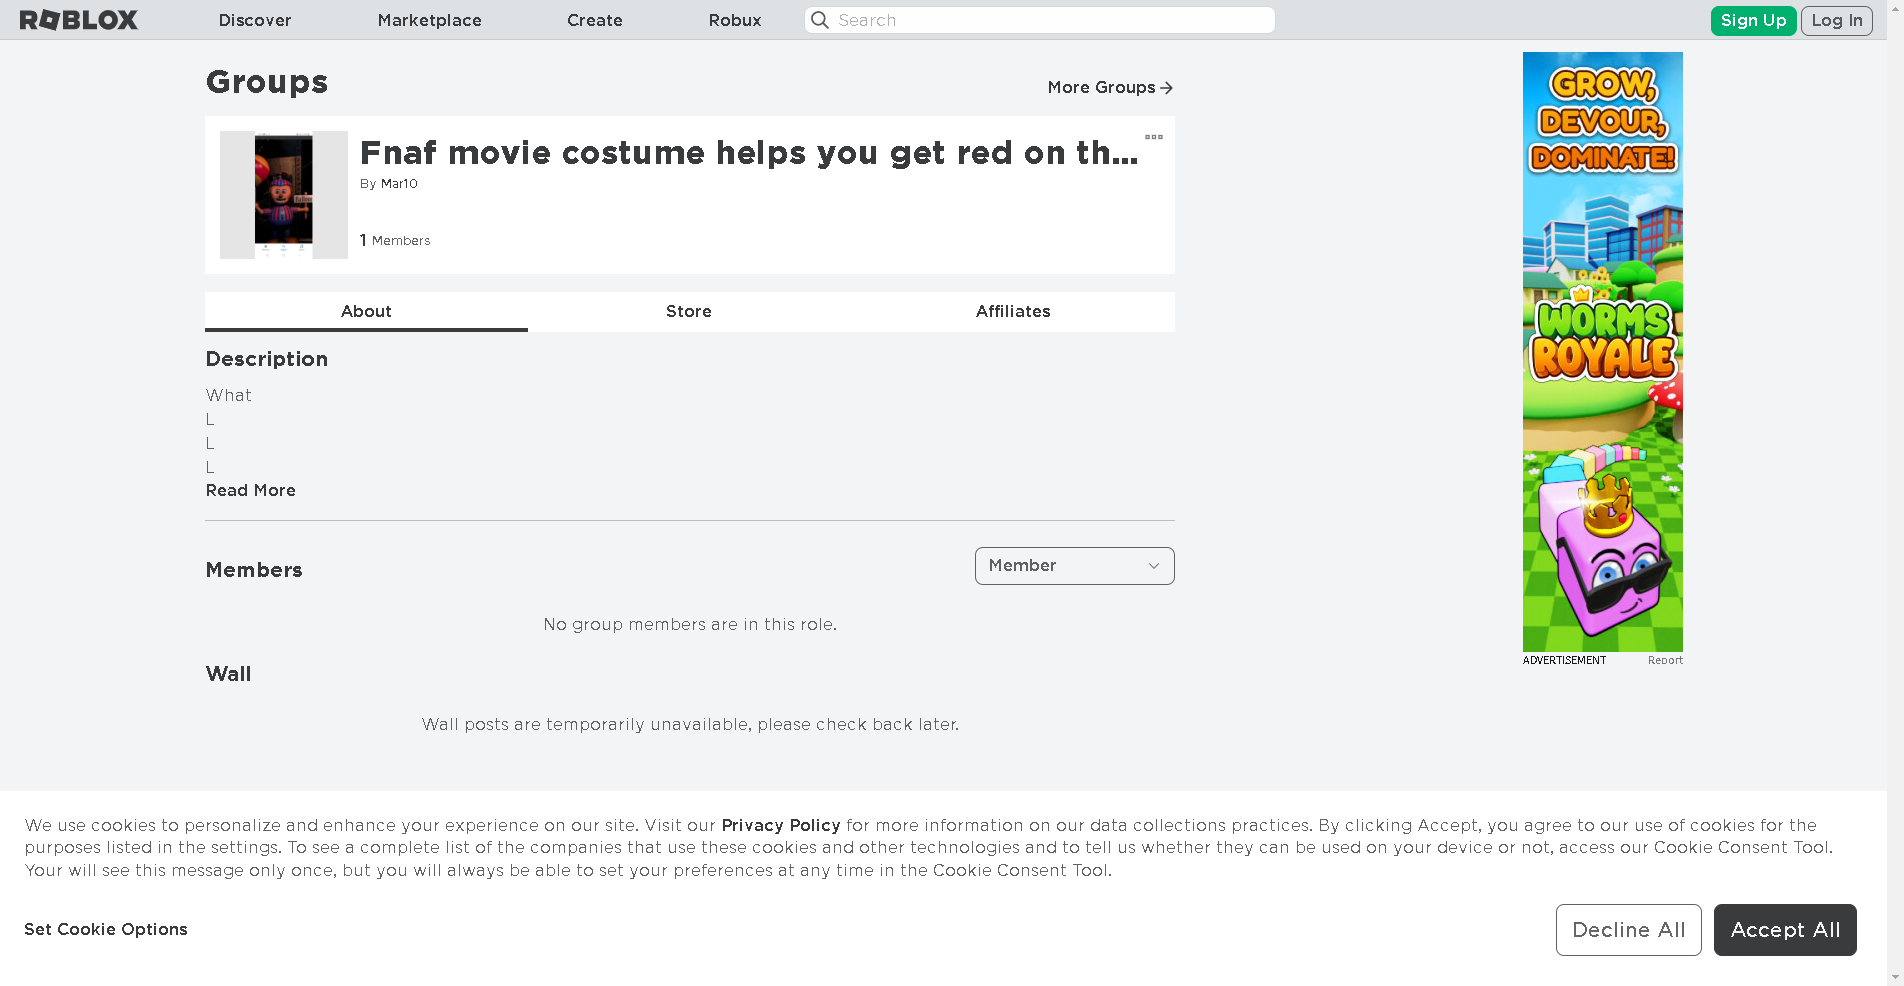 ROBLOX
Discover
Marketplace
Create
Robux
Search
Sign Up
Log In
Groups
More Groups
Fnaf movie costume helps you get red on th...
By Mar10
1 Members
About
Store
Affiliates
Description
What
L
L
L
Read More
Members
Member
No group members are in this role.
Wall
Wall posts are temporarily unavailable, please check back later.
GROW,
DEVOUR,
DOMINATE!
WORMS
ROYALE
ADVERTISEMENT
Report
We use cookies to personalize and enhance your experience on our site. Visit our Privacy Policy for more information on our data collections practices. By clicking Accept, you agree to our use of cookies for the
purposes listed in the settings. To see a complete list of the companies that use these cookies and other technologies and to tell us whether they can be used on your device or not, access our Cookie Consent Tool.
Your will see this message only once, but you will always be able to set your preferences at any time in the Cookie Consent Tool.
Set Cookie Options
Decline All
Accept All